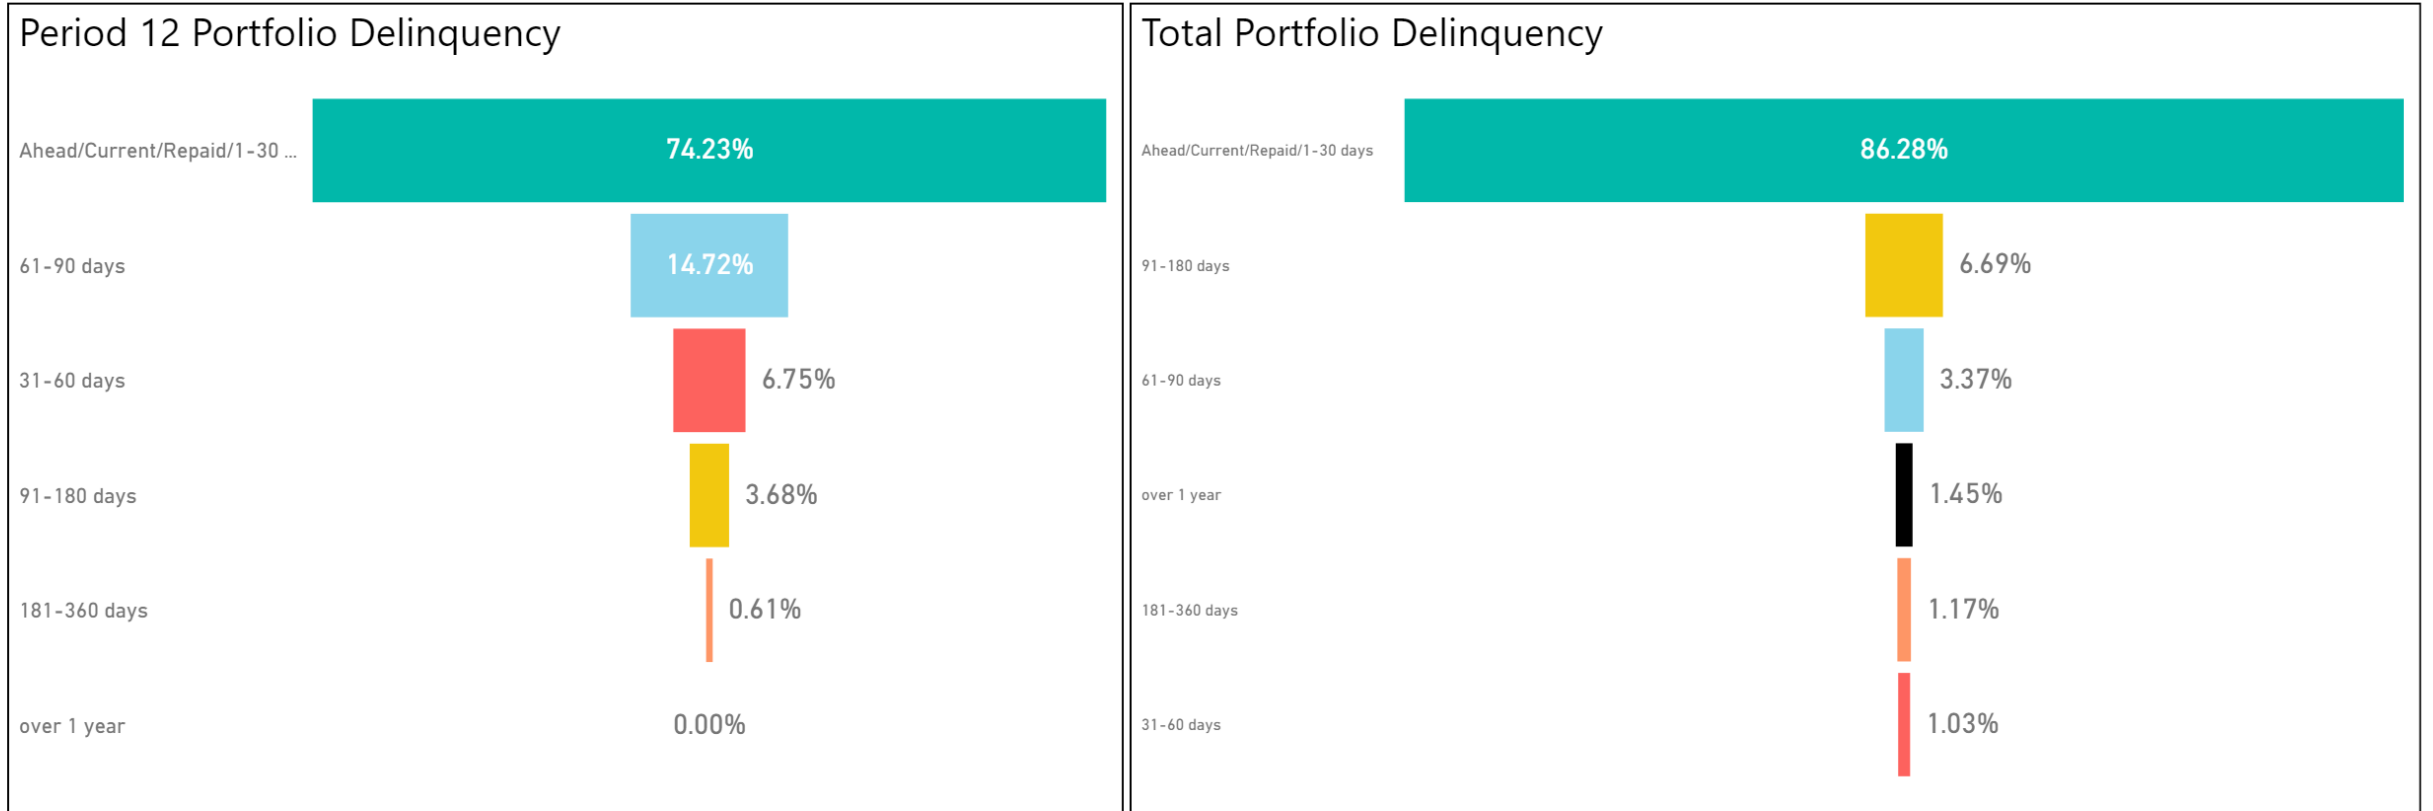 Period 12 Portfolio Delinquency
Ahead/Current/Repaid/1-30 ...
74.23%
61-90 days
14.72%
31-60 days
6.75%
91-180 days
3.68%
181-360 days
0.61%
over 1 year
0.00%
Total Portfolio Delinquency
Ahead/Current/Repaid/1-30 days
86.28%
91-180 days
6.69%
61-90 days
3.37%
over 1 year
1.45%
181-360 days
1.17%
31-60 days
1.03%